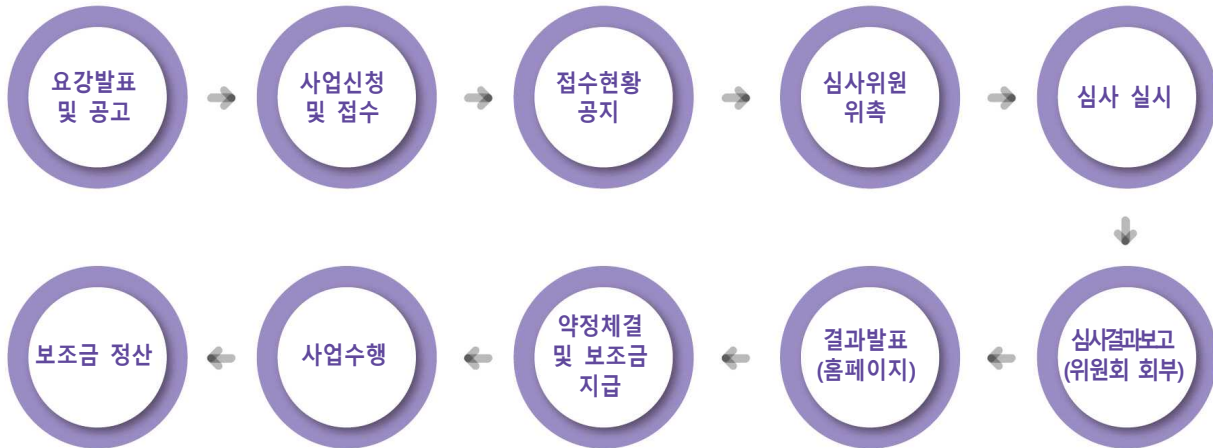 요강발표
및 공고
사업신청
및 접수
접수현황
공지
심사위원
위촉
심사 실시
심사결과보고
(위원회 회부)
결과발표
(홈페이지)
약정체결
및 보조금
지급
사업수행
보조금 정산